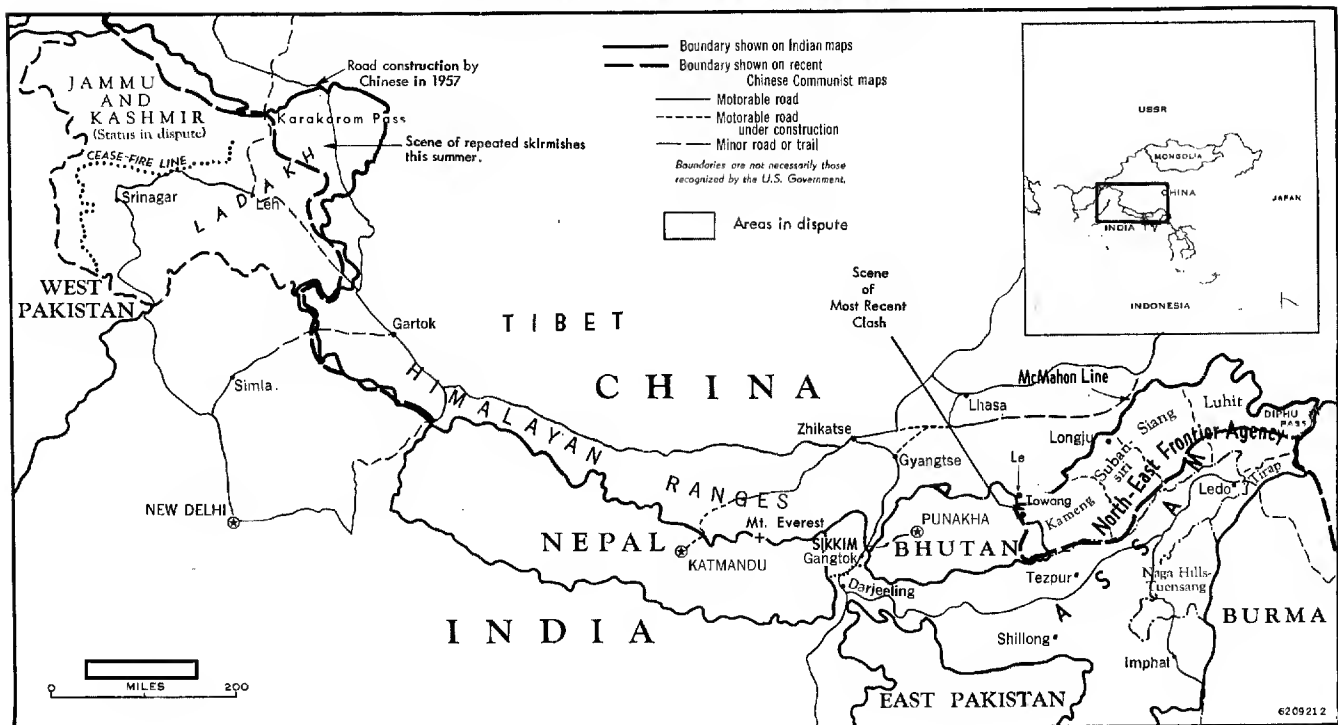 Boundary shown on Indian maps
Boundary shown on recent
Chinese Communist maps
Motorable road
Motorable road
under construction
Minor road or trail
Boundaries are not necessarily those
recognized by the U.S. Government.
Areas in dispute
Road construction by
Chinese in 1957
JAMMU
AND
KASHMIR
(Status in dispute)
Karakorom Pass
Scene of repeated skirmishes
this summer.
CEASE-FIRE LINE
Srinagar
Leh
LADAKH
WEST
PAKISTAN
Gartok
Simla.
NEW DELHI
TIBET
CHINA
HIMALAYAN
RANGES
NEPAL
KATMANDU
Mt. Everest
INDIA
Zhikatse
Gyangtse
Lhasa
McMahon Line
Scene
of
Most Recent
Clash
Le
Towang
Longju
Kameng
Suban-
siri
Siang
Luhit
DIPHU
PASS
North-East Frontier Agency
Tirap
Ledo
SIKKIM
Gangtok
Darjeeling
PUNAKHA
BHUTAN
Tezpur
ASSAM
Shillong
Naga Hills-
Tuensang
Imphal
BURMA
EAST PAKISTAN
USSR
MONGOLIA
CHINA
JAPAN
INDIA
INDONESIA
0 MILES 200
6209212